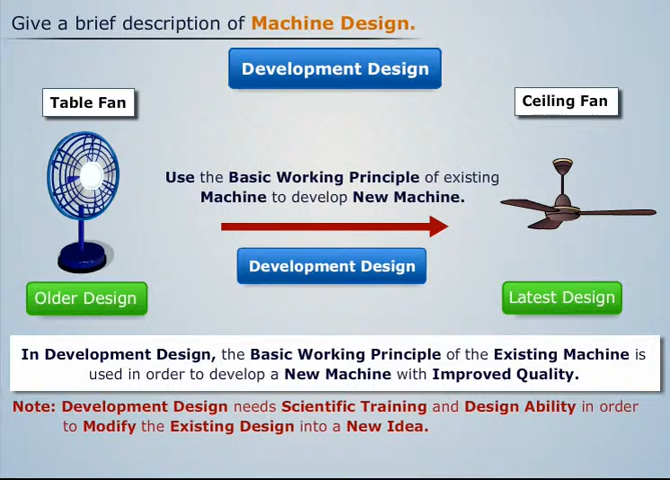 Give a brief description of Machine Design.
Development Design
Table Fan
Ceiling Fan
Use the Basic Working Principle of existing
Machine to develop New Machine.
Development Design
Older Design
Latest Design
In Development Design, the Basic Working Principle of the Existing Machine is
used in order to develop a New Machine with Improved Quality.
Note: Development Design needs Scientific Training and Design Ability in order
to Modify the Existing Design into a New Idea.